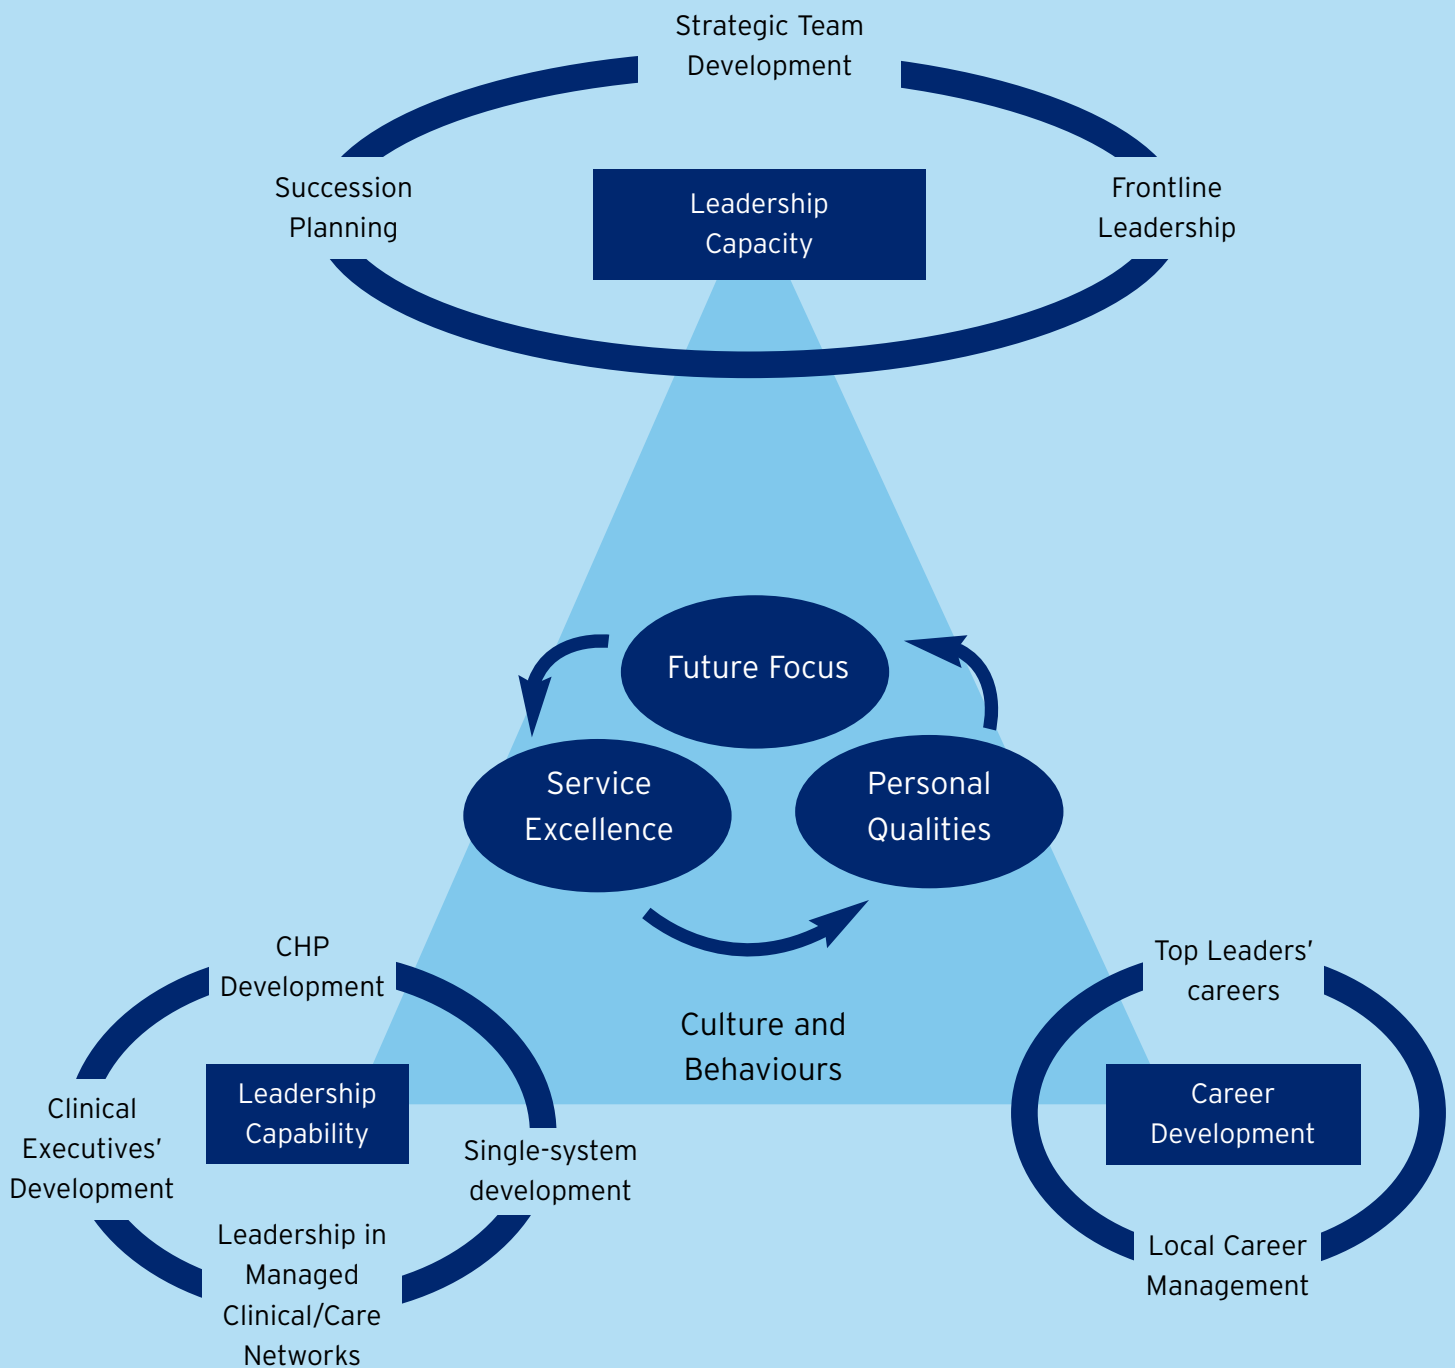 Strategic Team
Development
Succession
Planning
Leadership
Capacity
Frontline
Leadership
Future Focus
Service
Excellence
Personal
Qualities
Culture and
Behaviours
CHP
Development
Leadership
Capability
Clinical
Executives’
Development
Single-system
development
Leadership in
Managed
Clinical/Care
Networks
Top Leaders’
careers
Career
Development
Local Career
Management